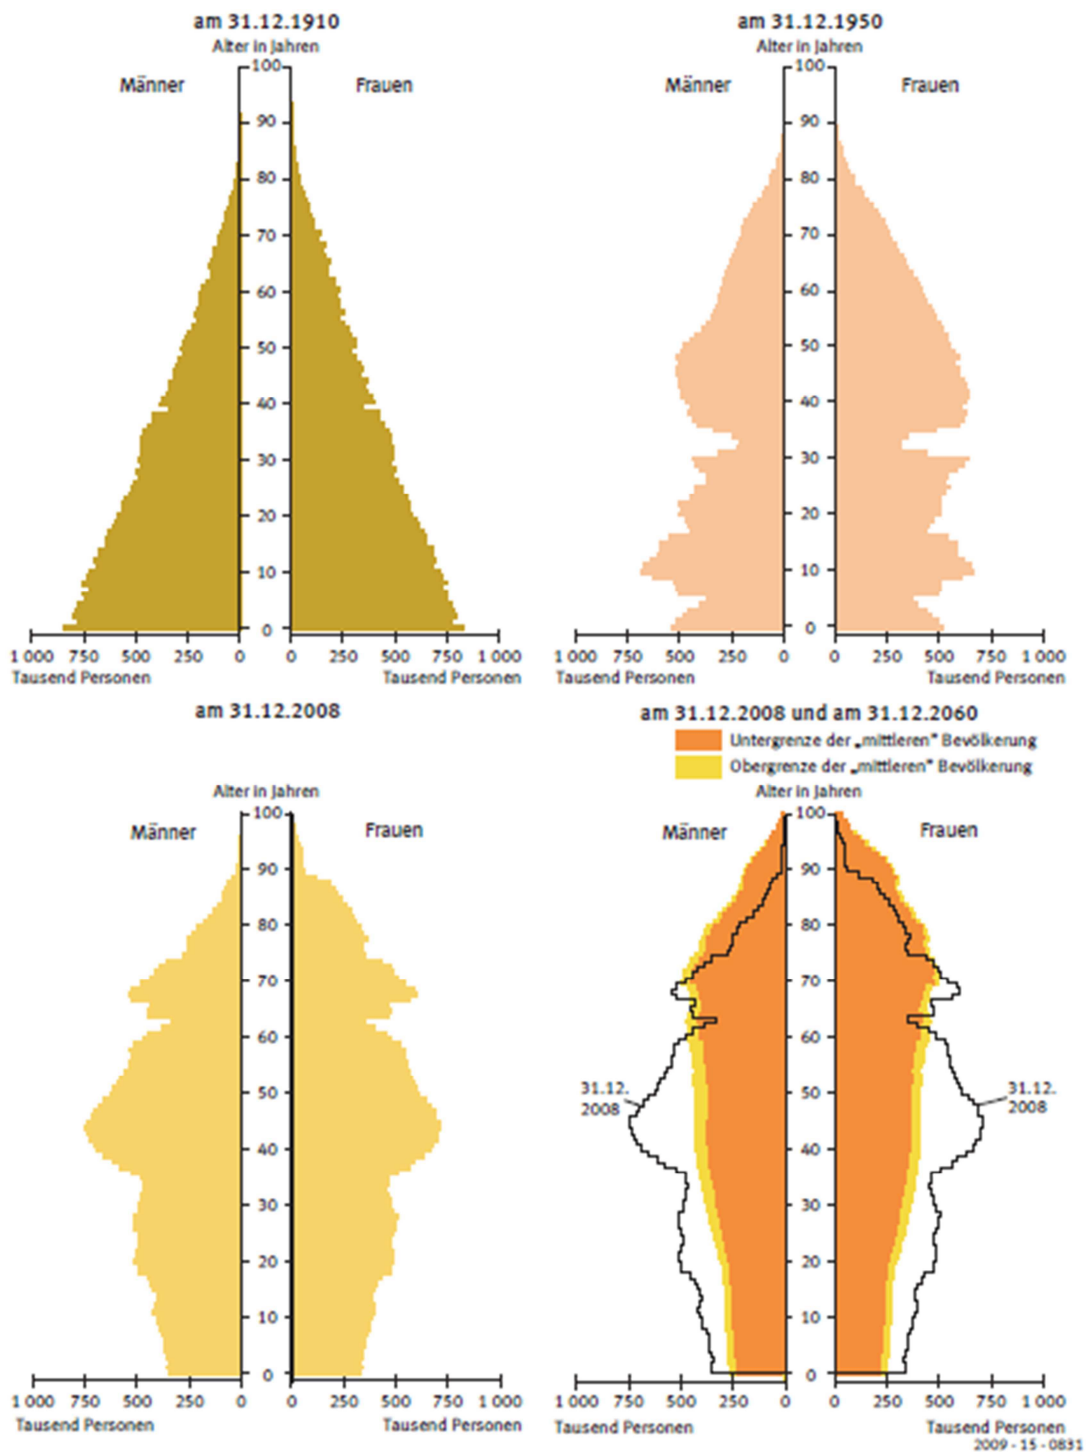 am 31.12.1910
Alter in Jahren
Männer
Frauen
100
90
80
70
60
50
40
30
20
10
0
1 000 750 500 250 0
0 250 500 750 1 000
Tausend Personen
Tausend Personen
am 31.12.1950
Alter in Jahren
Männer
Frauen
100
90
80
70
60
50
40
30
20
10
0
1 000 750 500 250 0
0 250 500 750 1 000
Tausend Personen
Tausend Personen
am 31.12.2008
Alter in Jahren
Männer
Frauen
100
90
80
70
60
50
40
30
20
10
0
1 000 750 500 250 0
0 250 500 750 1 000
Tausend Personen
Tausend Personen
am 31.12.2008 und am 31.12.2060
Untergrenze der „mittleren" Bevölkerung
Obergrenze der „mittleren" Bevölkerung
Alter in Jahren
Männer
Frauen
100
90
80
70
60
50
40
30
20
10
0
31.12.
2008
31.12.
2008
1 000 750 500 250 0
0 250 500 750 1 000
Tausend Personen
Tausend Personen
2009 - 15 - 0831